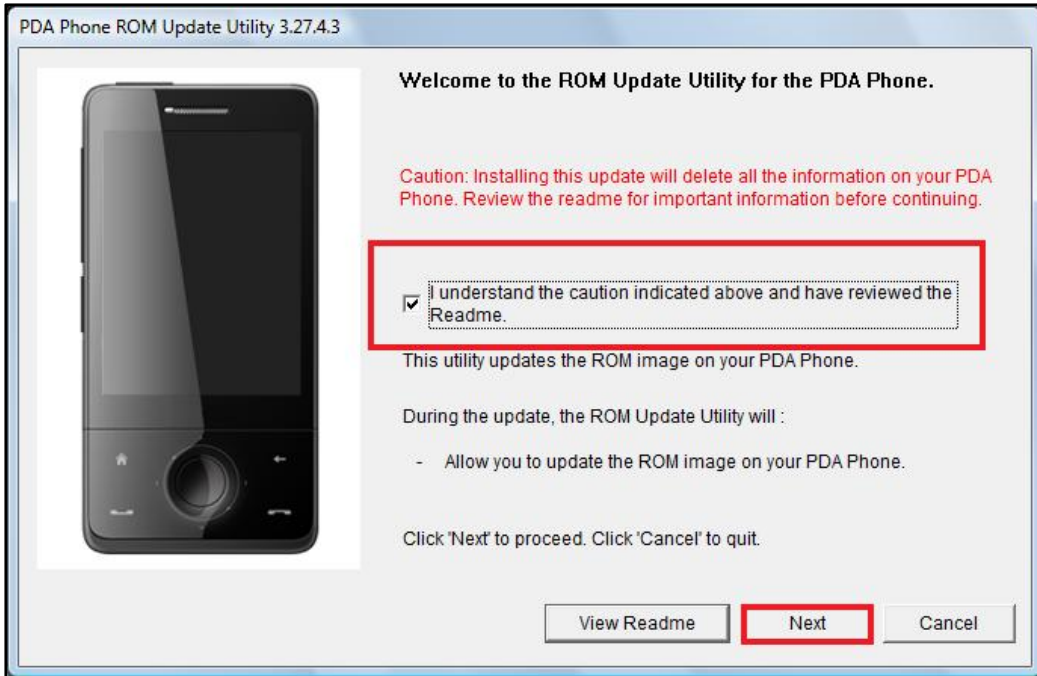 PDA Phone ROM Update Utility 3.27.4.3
Welcome to the ROM Update Utility for the PDA Phone.
Caution: Installing this update will delete all the information on your PDA
Phone. Review the readme for important information before continuing.
I understand the caution indicated above and have reviewed the
Readme.
This utility updates the ROM image on your PDA Phone.
During the update, the ROM Update Utility will :
- Allow you to update the ROM image on your PDA Phone.
Click 'Next' to proceed. Click 'Cancel' to quit.
View Readme
Next
Cancel